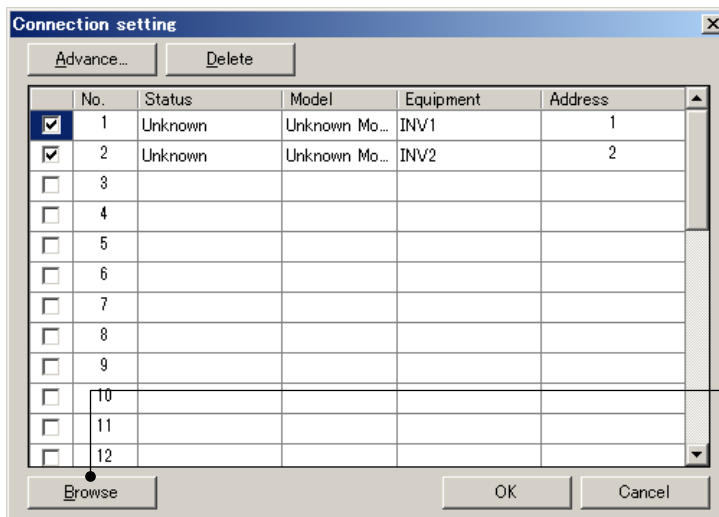 Connection setting
Advance... Delete
No. Status Model Equipment Address
1 Unknown Unknown Mo... INV1 1
2 Unknown Unknown Mo... INV2 2
3
4
5
6
7
8
9
10
11
12
Browse OK Cancel